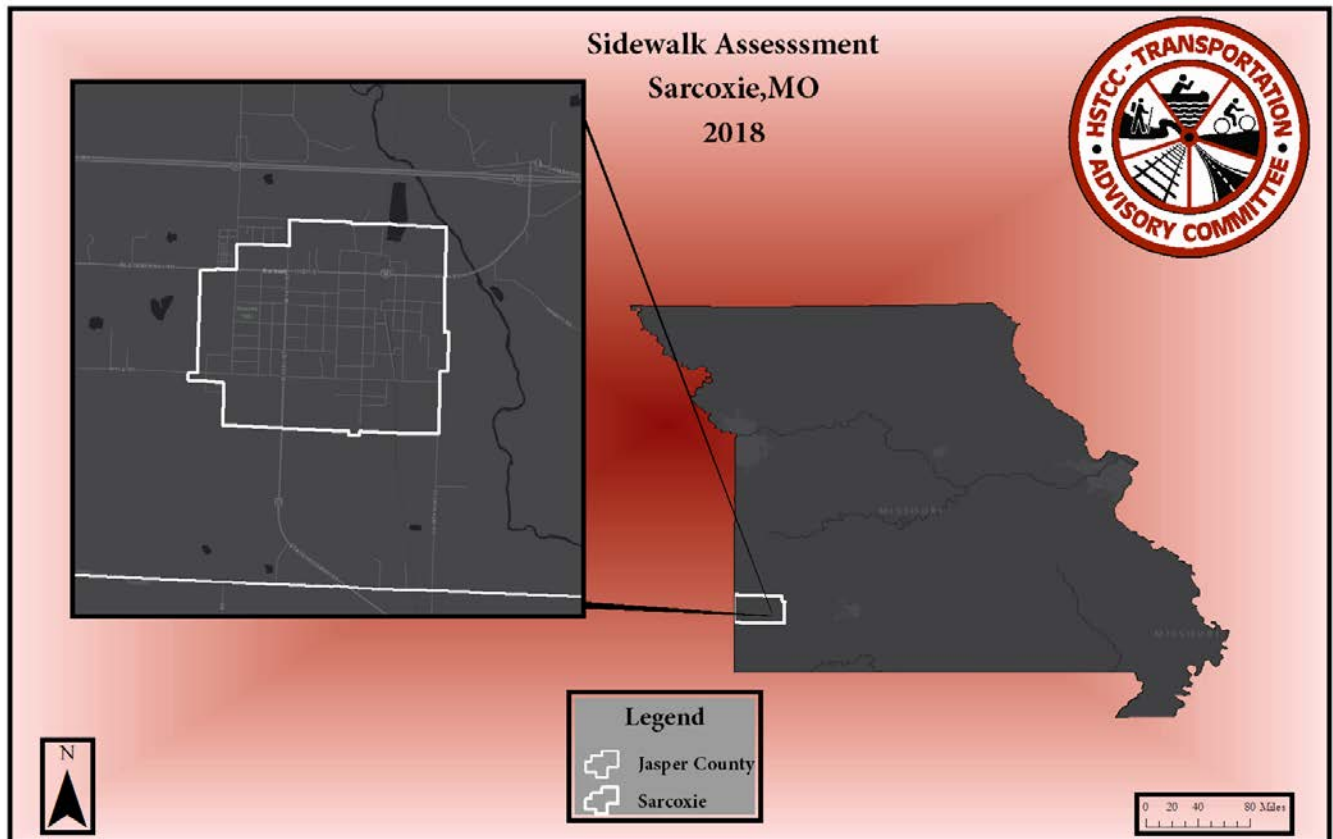 Sidewalk Assesssment
Sarcoxie,MO
2018
HSTCC - TRANSPORTATION
• ADVISORY COMMITTEE •
MISSOURI
MISSOURI
Legend
Jasper County
Sarcoxie
N
0 20 40 80 Miles